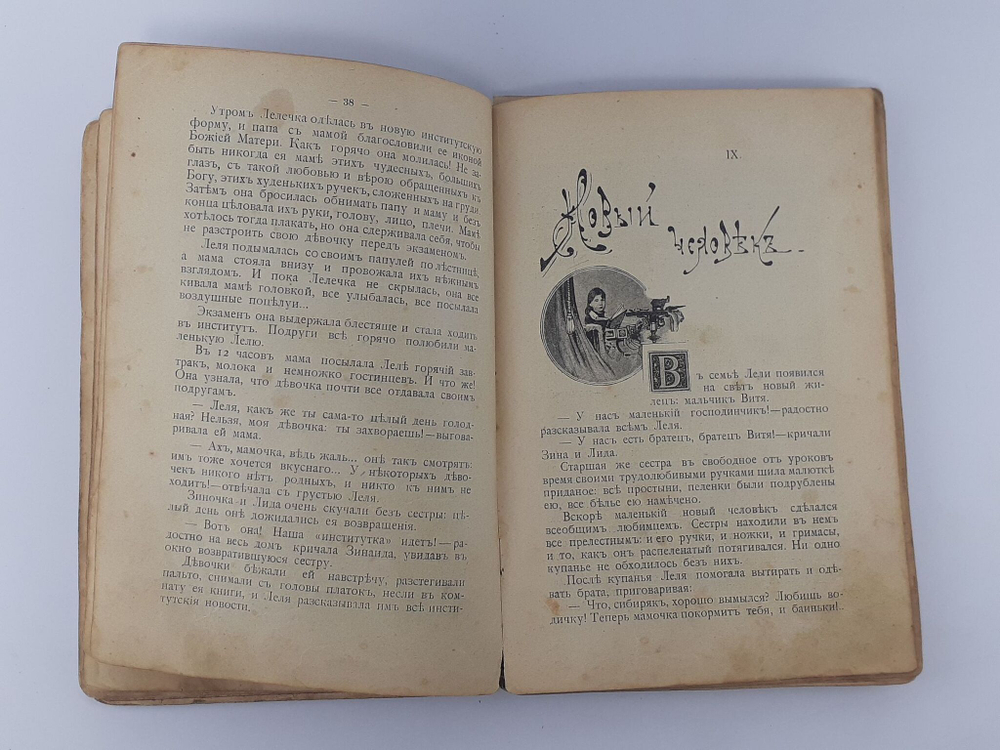 — 38 —
Утромъ Лелечка одѣлась въ новую институтскую
форму, и папа съ мамой благословили ее иконой
Божіей Матери. Какъ горячо она молилась! Не за-
быть никогда ея мамѣ этихъ чудесныхъ, большихъ
глазъ, съ такой любовью и вѣрою обращенныхъ къ
Богу, этихъ худенькихъ ручекъ, сложенныхъ на груди
Затѣмъ она бросилась обнимать папу и маму и безъ
конца цѣловала ихъ руки, голову, лицо, плечи. Мамѣ
хотѣлось тогда плакать, но она сдерживала себя, чтобы
не разстроить свою дѣвочку передъ экзаменомъ.
Леля подымалась со своимъ папулей по лѣстницѣ,
а мама стояла внизу и провожала ихъ нѣжнымъ
взглядомъ. И пока Лелечка не скрылась, она все
кивала мамѣ головкой, все улыбалась, все посылала
воздушные поцѣлуи...
Экзаменъ она выдержала блестяще и стала ходить
въ институтъ. Подруги всѣ горячо полюбили ма-
ленькую Лелю.
Въ 12 часовъ мама посылала Лелѣ горячій зав-
тракъ, молока и немножко гостинцевъ. И что же!
Она узнала, что дѣвочка почти все отдавала своимъ
подругамъ.
— Леля, какъ же ты сама-то цѣлый день голод-
ная? Нельзя, моя дѣвочка: ты захвораешь!—выгова-
ривала ей мама.
— Ахъ, мамочка, вѣдь жаль... онѣ такъ смотрятъ:
имъ тоже хочется вкуснаго... У нѣкоторыхъ дѣво-
чекъ никого нѣтъ родныхъ, и никто къ нимъ не
ходитъ!—отвѣчала съ грустью Леля.
Зиночка и Лида очень скучали безъ сестры: цѣ-
лый день онѣ дожидались ея возвращенія.
— Вотъ она! Наша «институтка» идетъ!—ра-
достно на весь домъ кричала Зинаида, увидавъ въ
окно возвратившуюся сестру.
Дѣвочки бѣжали ей навстрѣчу, разстегивали
пальто, снимали съ головы платокъ, несли въ ком-
нату ея книги, и Леля разсказывала имъ всѣ инсти-
тутскія новости.
IX.
Новый
человѣкъ.
Въ семьѣ Лели появился
на свѣтъ новый жи-
лецъ: мальчикъ Витя.
— У насъ маленькій господинчикъ!—радостно
разсказывала всѣмъ Леля.
— У насъ есть братецъ, братецъ Витя!—кричали
Зина и Лида.
Старшая же сестра въ свободное отъ уроковъ
время своими трудолюбивыми ручками шила малюткѣ
приданое: всѣ простыни, пеленки были подрублены
ею, все бѣлье ею намѣчено.
Вскорѣ маленькій новый человѣкъ сдѣлался
всеобщимъ любимцемъ. Сестры находили въ немъ
все прелестнымъ: и его ручки, и ножки, и гримасы,
и то, какъ онъ распеленатый потягивался. Ни одно
купанье не обходилось безъ нихъ.
Послѣ купанья Леля помогала вытирать и одѣ-
вать брата, приговаривая:
— Что, сибирякъ, хорошо вымылся? Любишь во-
личку! Теперь мамочка покормитъ тебя, и баиньки!..